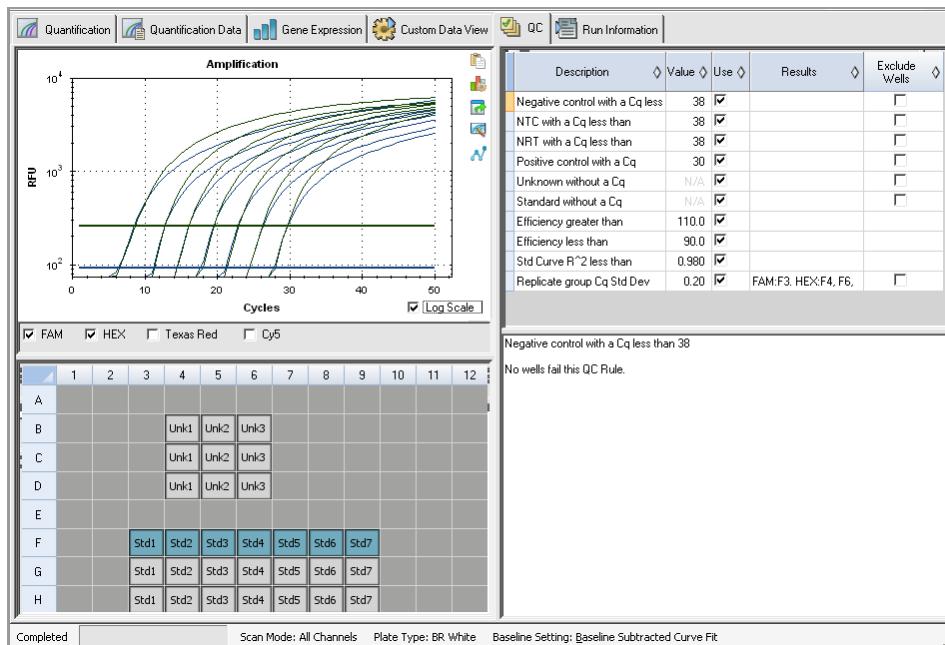 Quantification Quantification Data Gene Expression Custom Data View QC Run Information
Amplification
10^4
10^3
10^2
RFU
0 10 20 30 40 50
Cycles
Log Scale
FAM HEX Texas Red Cy5
1 2 3 4 5 6 7 8 9 10 11 12
A
B Unk1 Unk2 Unk3
C Unk1 Unk2 Unk3
D Unk1 Unk2 Unk3
E
F Std1 Std2 Std3 Std4 Std5 Std6 Std7
G Std1 Std2 Std3 Std4 Std5 Std6 Std7
H Std1 Std2 Std3 Std4 Std5 Std6 Std7
Description Value Use Results Exclude Wells
Negative control with a Cq less 38
NTC with a Cq less than 38
NRT with a Cq less than 38
Positive control with a Cq 30
Unknown without a Cq N/A
Standard without a Cq N/A
Efficiency greater than 110.0
Efficiency less than 90.0
Std Curve R^2 less than 0.980
Replicate group Cq Std Dev 0.20 FAM:F3. HEX:F4, F6,
Negative control with a Cq less than 38
No wells fail this QC Rule.
Completed Scan Mode: All Channels Plate Type: BR White Baseline Setting: Baseline Subtracted Curve Fit